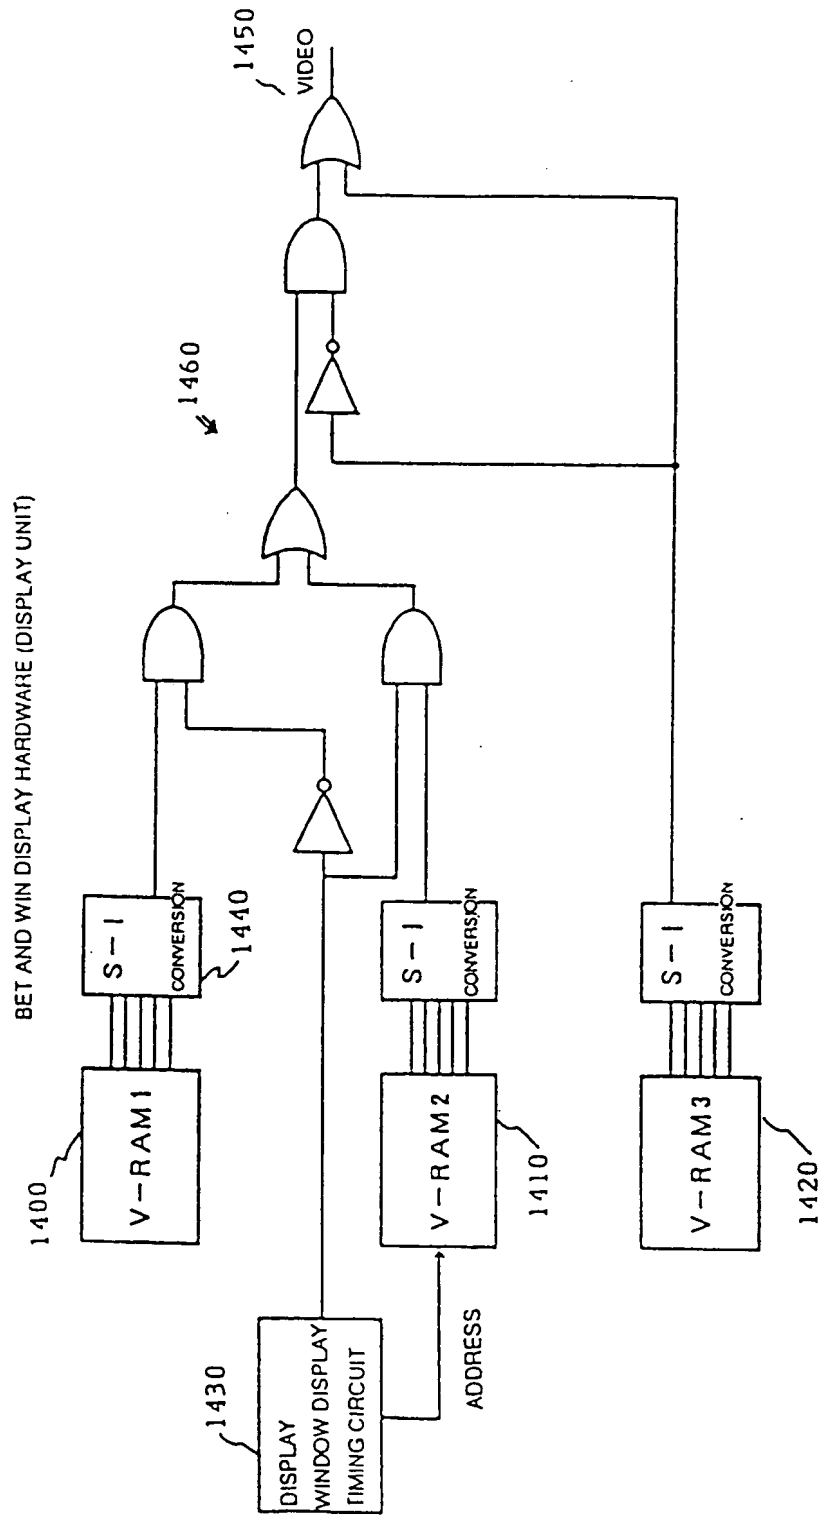 BET AND WIN DISPLAY HARDWARE (DISPLAY UNIT)
1400
V-RAM1
S-I
CONVERSION
1440
1430
DISPLAY
WINDOW DISPLAY
TIMING CIRCUIT
ADDRESS
V-RAM2
1410
S-I
CONVERSION
V-RAM3
1420
S-I
CONVERSION
1460
1450
VIDEO